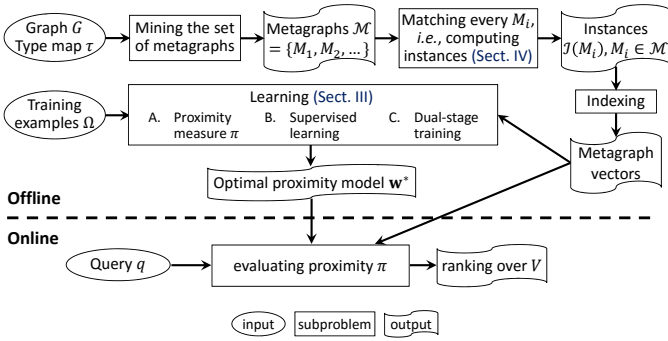 Graph G
Type map τ
Mining the set
of metagraphs
Metagraphs ℳ
= {M₁, M₂, …}
Matching every Mᵢ,
i.e., computing
instances (Sect. IV)
Instances
ℐ(Mᵢ), Mᵢ ∈ ℳ
Training
examples Ω
Learning (Sect. III)
A. Proximity
measure π
B. Supervised
learning
C. Dual-stage
training
Indexing
Metagraph
vectors
Optimal proximity model w*
Offline
Online
Query q
evaluating proximity π
ranking over V
input
subproblem
output